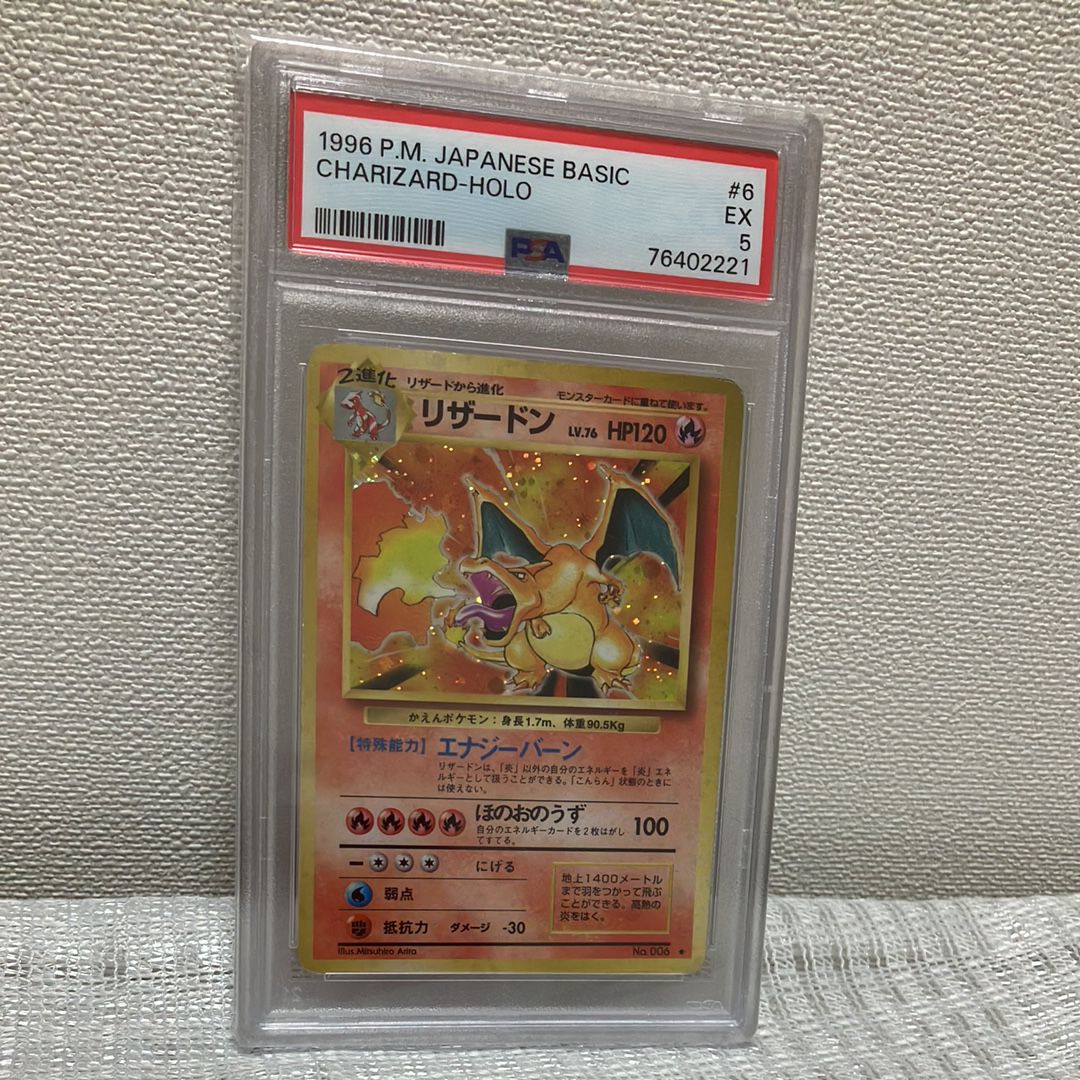 1996 P.M. JAPANESE BASIC #6
CHARIZARD-HOLO EX
5
PSA 76402221
2進化 リザードから進化 モンスターカードに重ねて使います。
リザードン LV.76 HP120
かえんポケモン：身長1.7m、体重90.5Kg
【特殊能力】 エナジーバーン
リザードンは、「炎」以外の自分のエネルギーを「炎」エネ
ルギーとして扱うことができる。「こんらん」状態のときに
は使えない。
ほのおのうず 100
自分のエネルギーカードを２枚はがし
てすてる。
にげる
弱点
抵抗力 ダメージ -30
地上1400メートル
まで羽をつかって飛ぶ
ことができる。高熱の
炎をはく。
Illus.Mitsuhiro Arita No.006